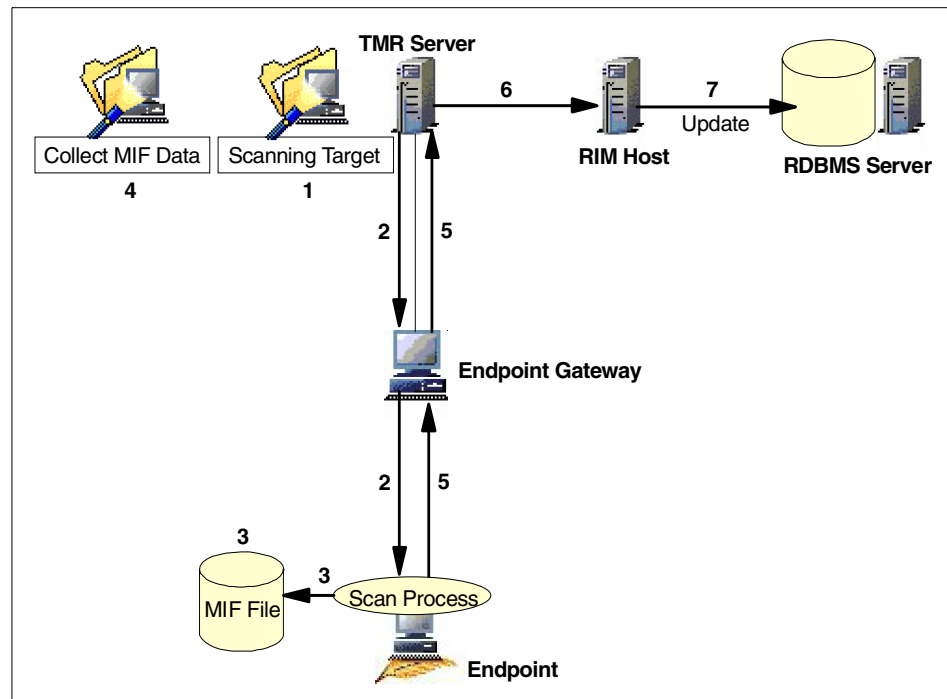 TMR Server
6
7
Update
Collect MIF Data
Scanning Target
RIM Host
RDBMS Server
4
1
2
5
Endpoint Gateway
2
5
3
3
MIF File
Scan Process
Endpoint